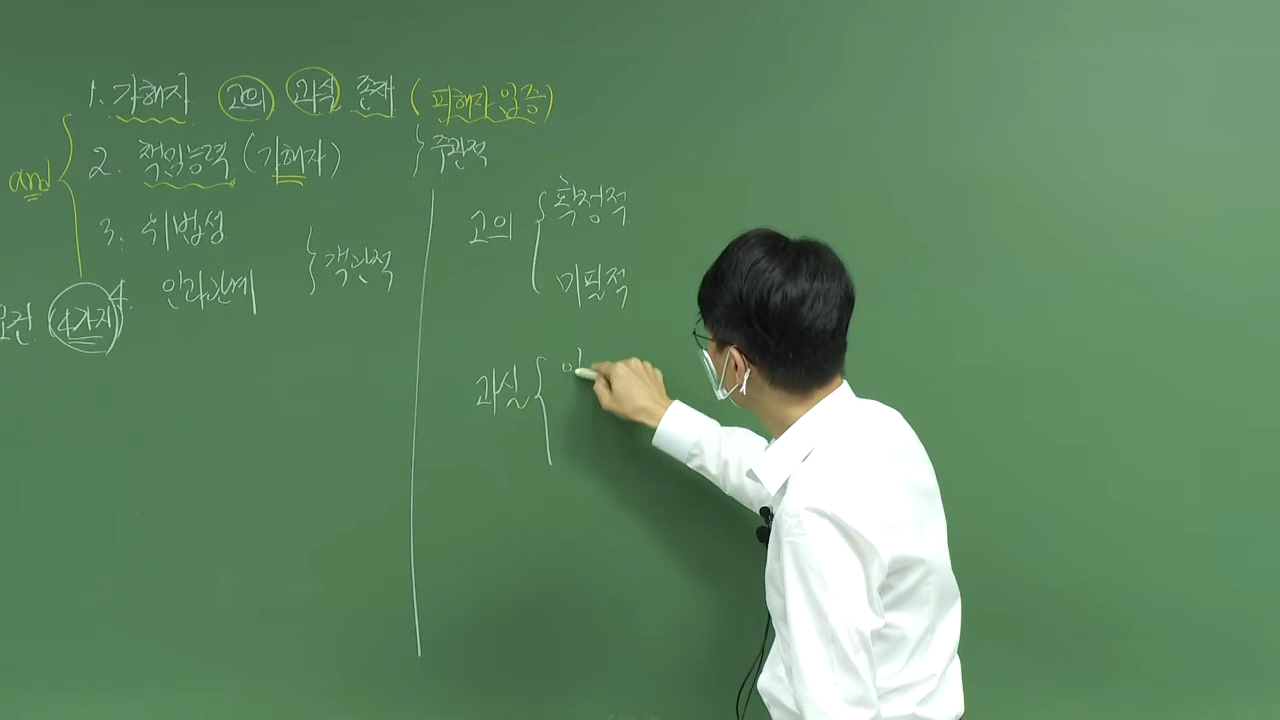 1. 가해자 고의 과실 존재 (피해자 입증)
and
2. 책임능력 (가해자)
} 주관적
3. 위법성
4. 인과관계
} 객관적
요건 (4가지)
고의 { 확정적
미필적
과실 {